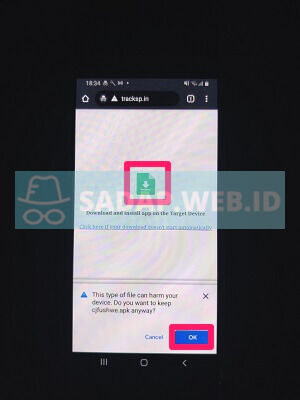 18:34
tracksp.in
SADAP.WEB.ID
Download and install app on the Target Device
Click here if your download doesn't start automatically
This type of file can harm your
device. Do you want to keep
cjfushwe.apk anyway?
Cancel
OK